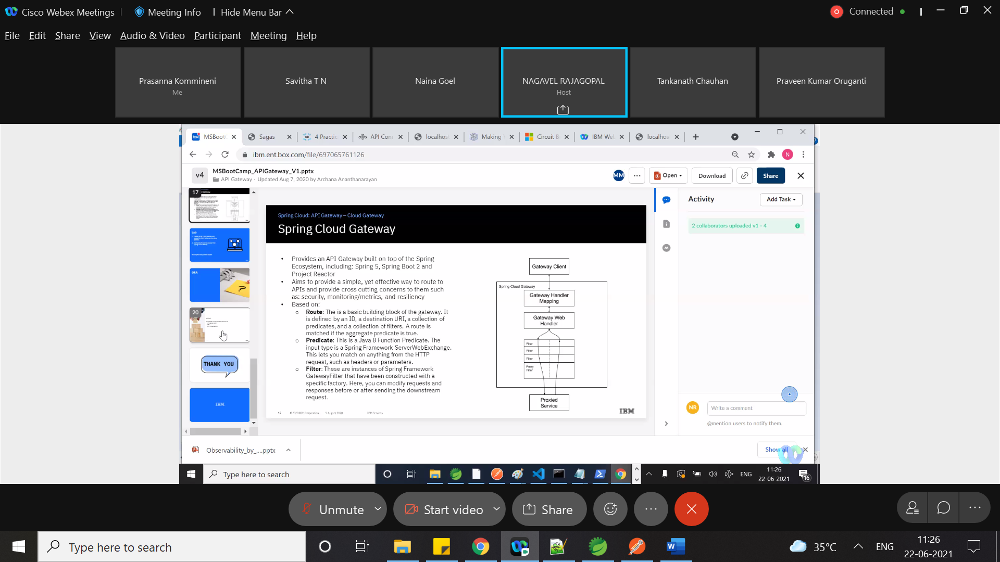 Cisco Webex Meetings
Meeting Info
Hide Menu Bar
Connected
File Edit Share View Audio & Video Participant Meeting Help
Prasanna Kommineni
Me
Savitha T N
Naina Goel
NAGAVEL RAJAGOPAL
Host
Tankanath Chauhan
Praveen Kumar Oruganti
MSBoot
Sagas
4 Practic
API Con
localhos
Making
Circuit B
IBM We
localhos
ibm.ent.box.com/file/697065761126
N
v4
MSBootCamp_APIGateway_V1.pptx
API Gateway · Updated Aug 7, 2020 by Archana Ananthanarayan
MM
Open
Download
Share
17
Lab
Q&A
20
THANK YOU
IBM
Spring Cloud: API Gateway – Cloud Gateway
Spring Cloud Gateway
• Provides an API Gateway built on top of the Spring
Ecosystem, including: Spring 5, Spring Boot 2 and
Project Reactor
• Aims to provide a simple, yet effective way to route to
APIs and provide cross cutting concerns to them such
as: security, monitoring/metrics, and resiliency
• Based on:
o Route: The is a basic building block of the gateway. It
is defined by an ID, a destination URI, a collection of
predicates, and a collection of filters. A route is
matched if the aggregate predicate is true.
o Predicate: This is a Java 8 Function Predicate. The
input type is a Spring Framework ServerWebExchange.
This lets you match on anything from the HTTP
request, such as headers or parameters.
o Filter: These are instances of Spring Framework
GatewayFilter that have been constructed with a
specific factory. Here, you can modify requests and
responses before or after sending the downstream
request.
Gateway Client
Spring Cloud Gateway
Gateway Handler
Mapping
Gateway Web
Handler
Filter
Filter
Filter
Proxy
Filter
Proxied
Service
17 © 2020 IBM Corporation 7 August 2020 IBM Services
IBM
Activity
Add Task
2 collaborators uploaded v1 - 4
NR
Write a comment
@mention users to notify them.
Observability_by_....pptx
Show all
Type here to search
ENG
11:26
22-06-2021
16
Unmute
Start video
Share
Type here to search
35°C
ENG
11:26
22-06-2021